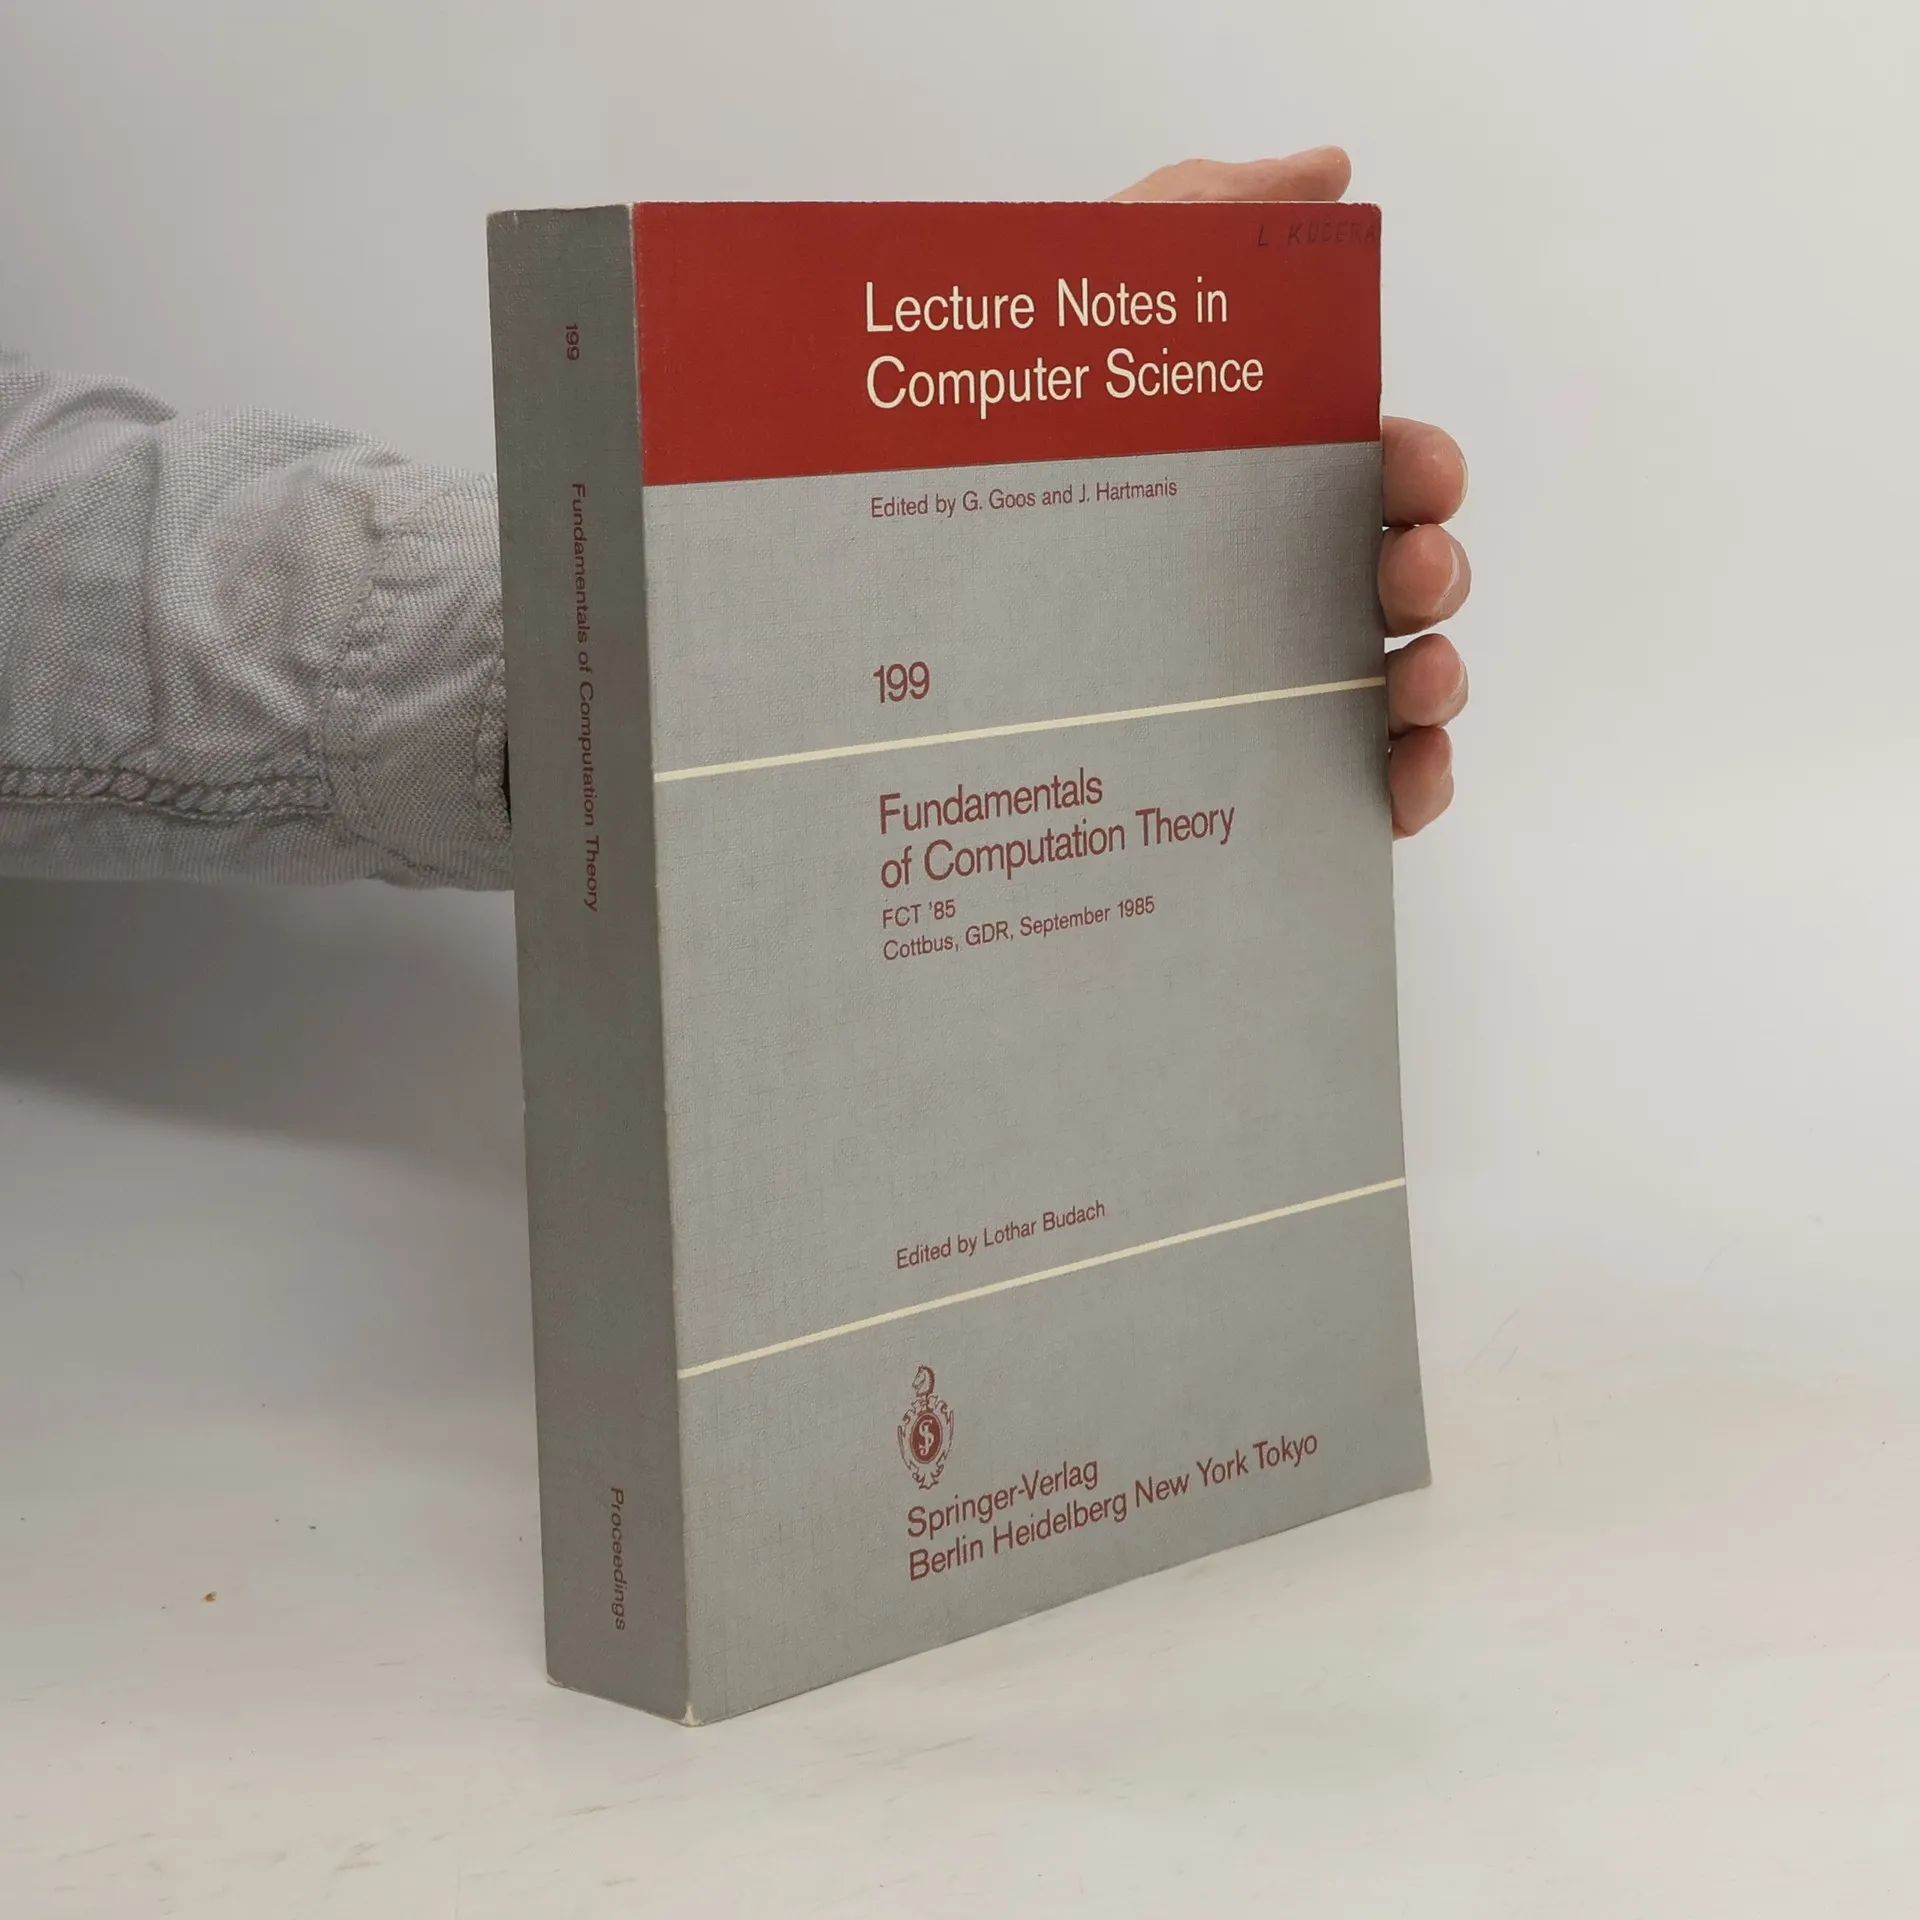 L KUCERA
Lecture Notes in
Computer Science
Edited by G. Goos and J. Hartmanis
199
Fundamentals
of Computation Theory
FCT '85
Cottbus, GDR, September 1985
Edited by Lothar Budach
Springer-Verlag
Berlin Heidelberg New York Tokyo
199
Fundamentals of Computation Theory
Proceedings